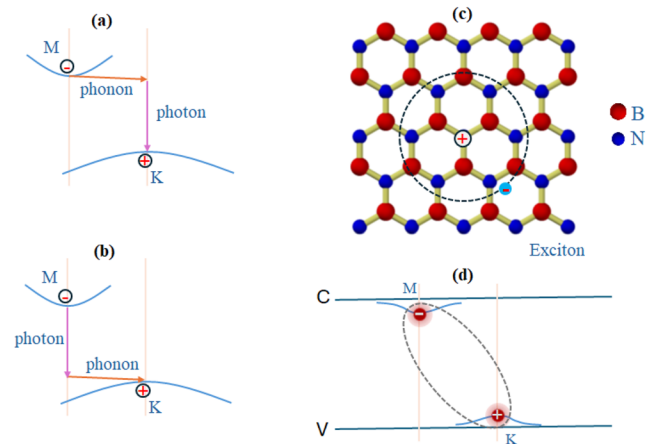 (a)
M
-
phonon
photon
+
K
(b)
M
-
photon
phonon
+
K
(c)
+
-
B
N
Exciton
(d)
M
C
-
+
V
K